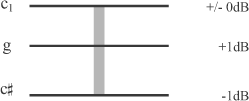 c₁ +/- 0dB
g +1dB
c♯ -1dB